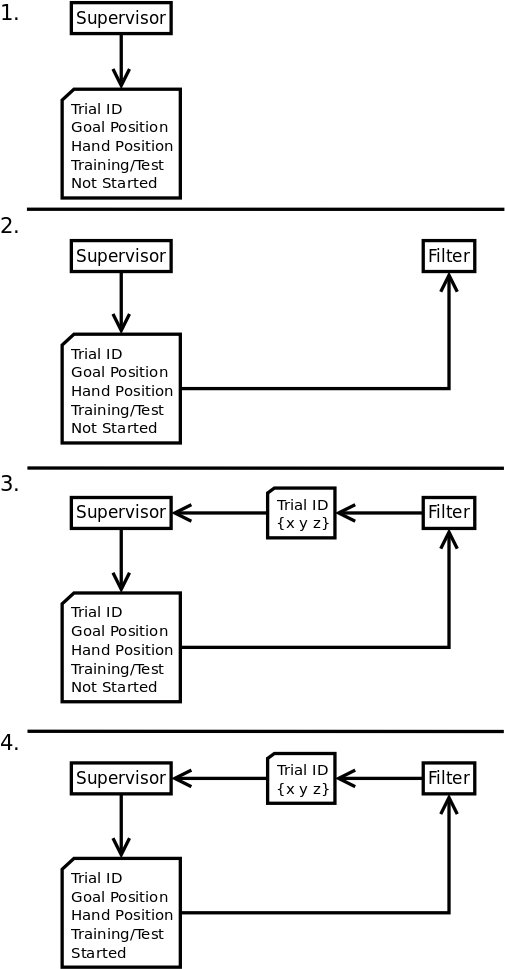 1.
Supervisor
Trial ID
Goal Position
Hand Position
Training/Test
Not Started
2.
Supervisor
Filter
Trial ID
Goal Position
Hand Position
Training/Test
Not Started
3.
Supervisor
Trial ID
{x y z}
Filter
Trial ID
Goal Position
Hand Position
Training/Test
Not Started
4.
Supervisor
Trial ID
{x y z}
Filter
Trial ID
Goal Position
Hand Position
Training/Test
Started